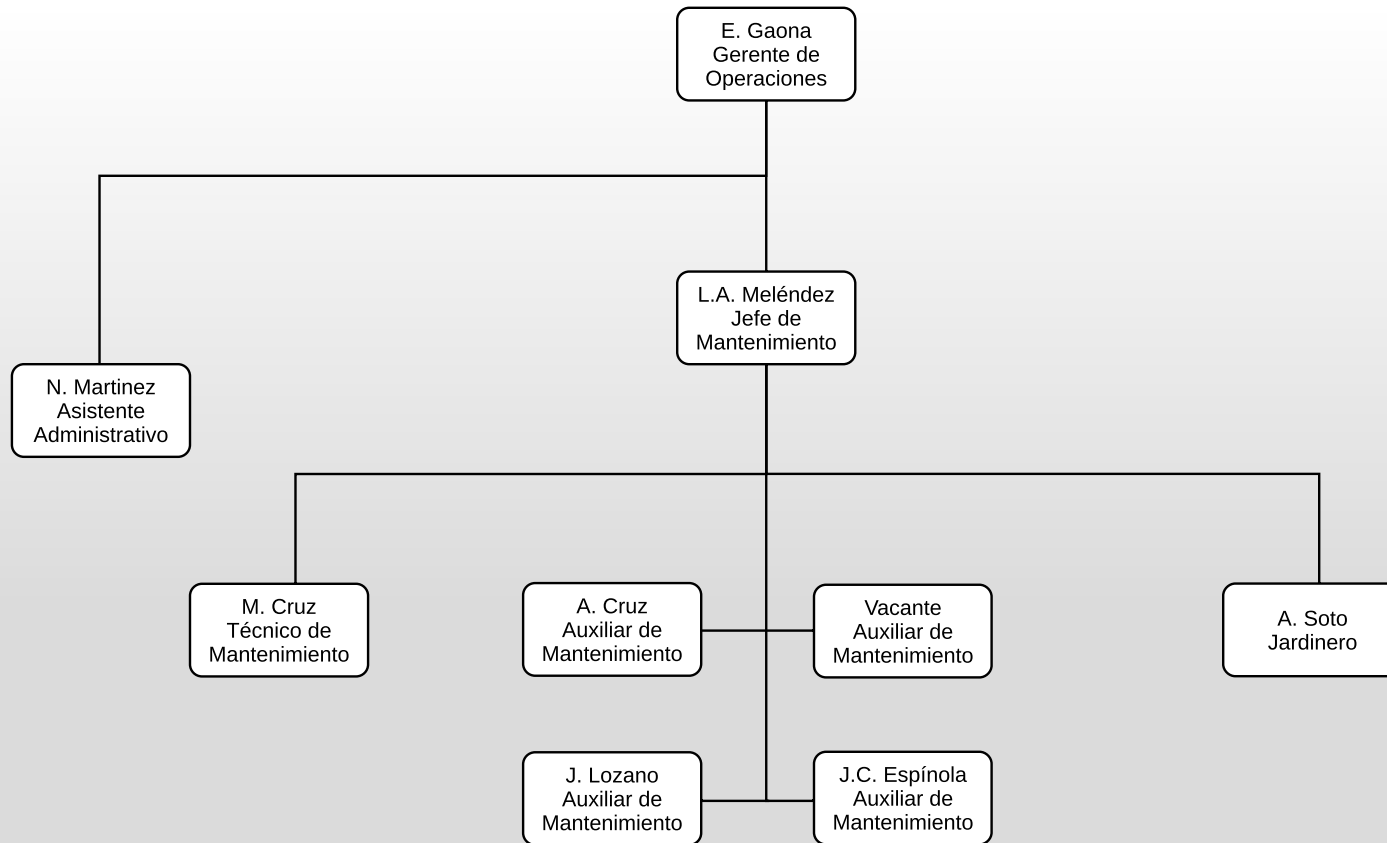 E. Gaona
Gerente de
Operaciones
L.A. Meléndez
Jefe de
Mantenimiento
N. Martinez
Asistente
Administrativo
M. Cruz
Técnico de
Mantenimiento
A. Cruz
Auxiliar de
Mantenimiento
Vacante
Auxiliar de
Mantenimiento
A. Soto
Jardinero
J. Lozano
Auxiliar de
Mantenimiento
J.C. Espínola
Auxiliar de
Mantenimiento